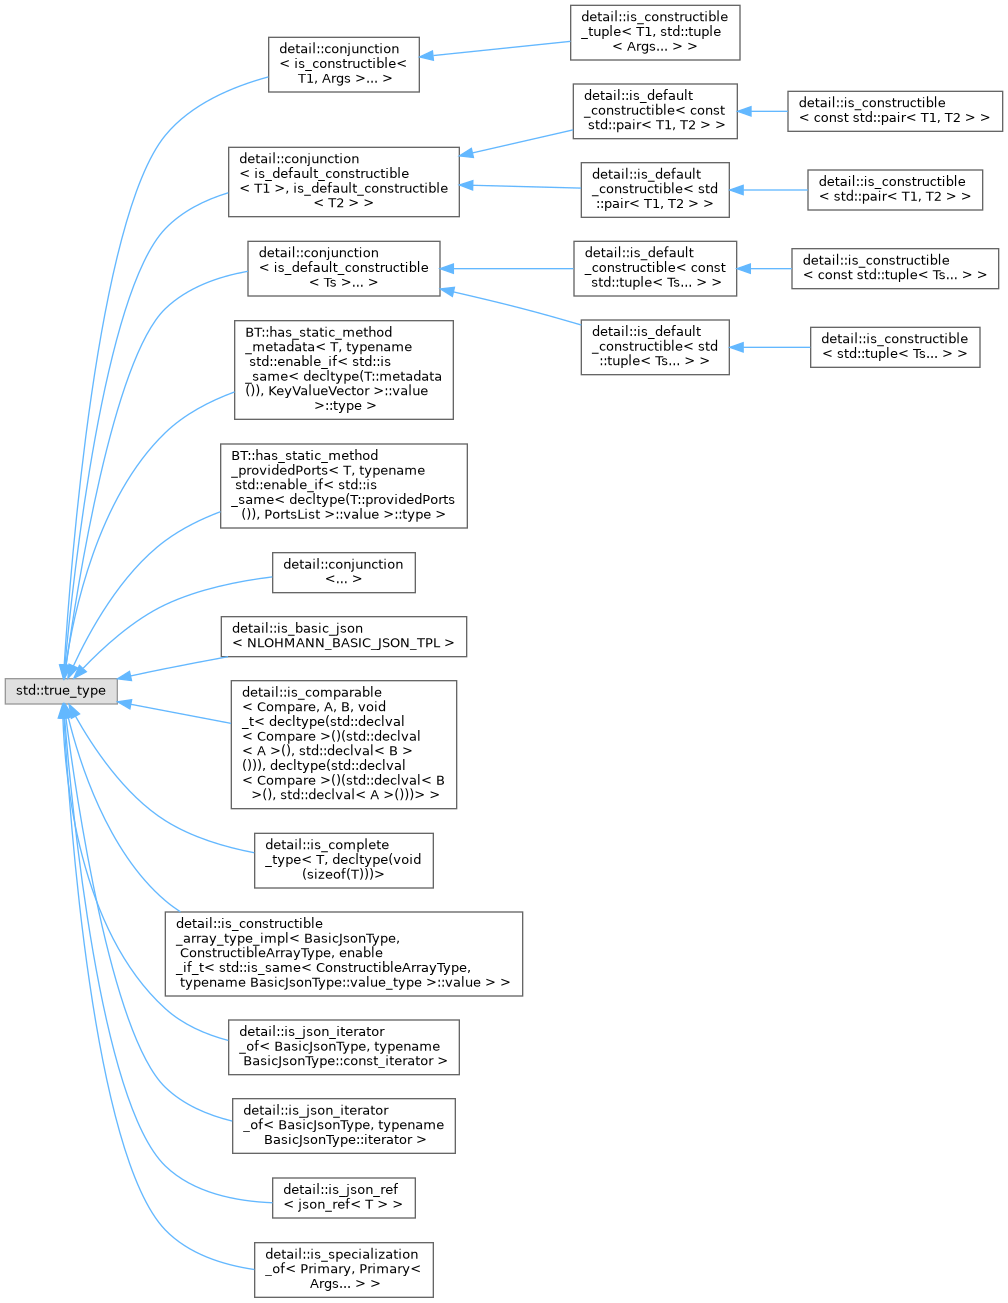 detail::is_constructible
_tuple< T1, std::tuple
< Args... > >
detail::conjunction
< is_constructible<
T1, Args >... >
detail::is_default
_constructible< const
std::pair< T1, T2 > >
detail::is_constructible
< const std::pair< T1, T2 > >
detail::conjunction
< is_default_constructible
< T1 >, is_default_constructible
< T2 > >
detail::is_default
_constructible< std
::pair< T1, T2 > >
detail::is_constructible
< std::pair< T1, T2 > >
detail::conjunction
< is_default_constructible
< Ts >... >
detail::is_default
_constructible< const
std::tuple< Ts... > >
detail::is_constructible
< const std::tuple< Ts... > >
detail::is_default
_constructible< std
::tuple< Ts... > >
detail::is_constructible
< std::tuple< Ts... > >
BT::has_static_method
_metadata< T, typename
std::enable_if< std::is
_same< decltype(T::metadata
()), KeyValueVector >::value
>::type >
BT::has_static_method
_providedPorts< T, typename
std::enable_if< std::is
_same< decltype(T::providedPorts
()), PortsList >::value >::type >
detail::conjunction
<... >
detail::is_basic_json
< NLOHMANN_BASIC_JSON_TPL >
std::true_type
detail::is_comparable
< Compare, A, B, void
_t< decltype(std::declval
< Compare >()(std::declval
< A >(), std::declval< B >
())), decltype(std::declval
< Compare >()(std::declval< B
>(), std::declval< A >()))> >
detail::is_complete
_type< T, decltype(void
(sizeof(T)))>
detail::is_constructible
_array_type_impl< BasicJsonType,
ConstructibleArrayType, enable
_if_t< std::is_same< ConstructibleArrayType,
typename BasicJsonType::value_type >::value > >
detail::is_json_iterator
_of< BasicJsonType, typename
BasicJsonType::const_iterator >
detail::is_json_iterator
_of< BasicJsonType, typename
BasicJsonType::iterator >
detail::is_json_ref
< json_ref< T > >
detail::is_specialization
_of< Primary, Primary<
Args... > >